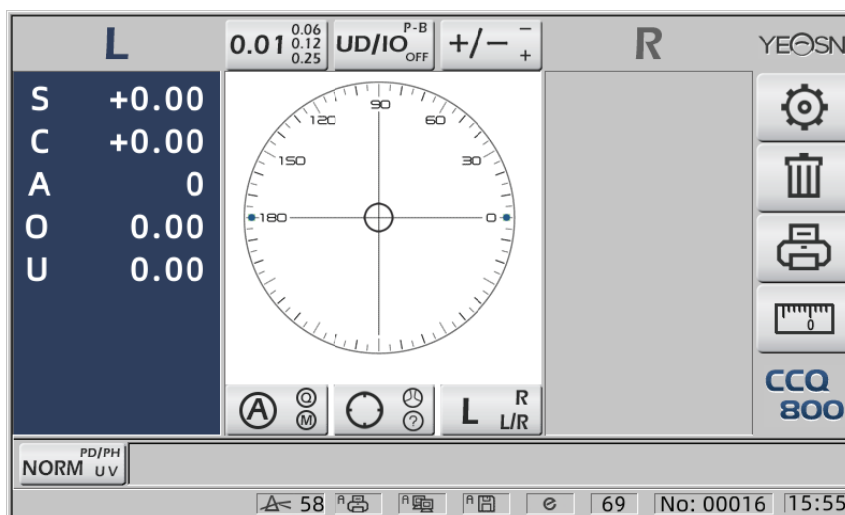 L
0.01 0.06 0.12 0.25
UD/IO P-B OFF
+/− − +
R
YEOSN
S +0.00
C +0.00
A 0
O 0.00
U 0.00
90
120 60
150 30
180 0
0
A Q M
?
L R L/R
CCQ
800
NORM PD/PH UV
58 A A A e 69 No: 00016 15:55